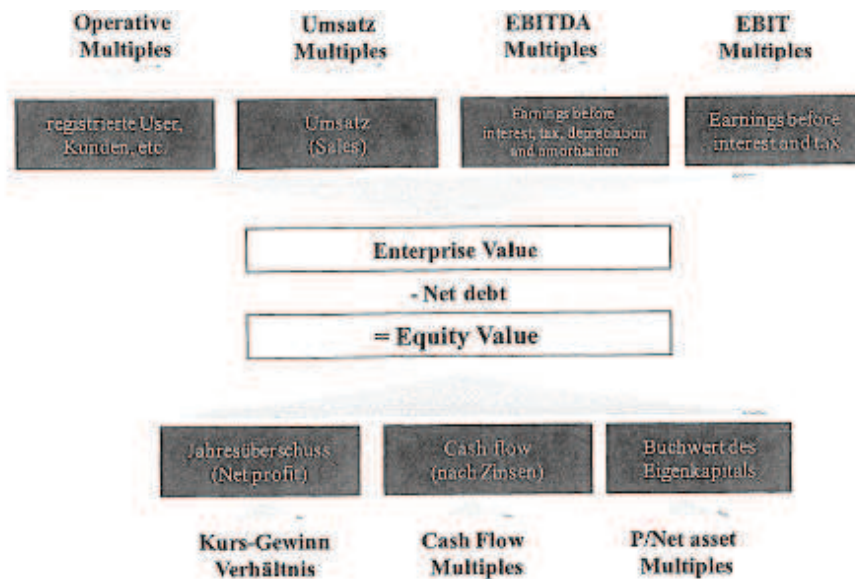 Operative
Multiples
Umsatz
Multiples
EBITDA
Multiples
EBIT
Multiples
registrierte User,
Kunden, etc.
Umsatz
(Sales)
Earnings before
interest, tax, depretiation
and amortisation
Earnings before
interest and tax
Enterprise Value
- Net debt
= Equity Value
Jahresüberschuss
(Net profit)
Cash flow
(nach Zinsen)
Buchwert des
Eigenkapitals
Kurs-Gewinn
Verhältnis
Cash Flow
Multiples
P/Net asset
Multiples